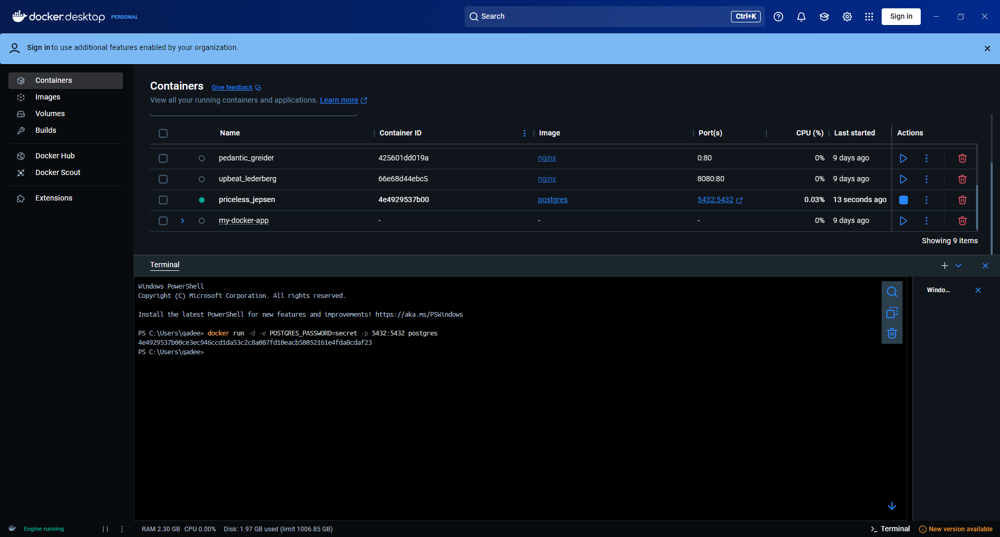 docker.desktop PERSONAL
Search Ctrl+K
Sign in
Sign in to use additional features enabled by your organization.
Containers
Images
Volumes
Builds
Docker Hub
Docker Scout
Extensions
Containers Give feedback
View all your running containers and applications. Learn more
Name Container ID Image Port(s) CPU (%) Last started Actions
pedantic_greider 425601dd019a nginx 0:80 0% 9 days ago
upbeat_lederberg 66e68d44ebc5 nginx 8080:80 0% 9 days ago
priceless_jepsen 4e4929537b00 postgres 5432:5432 0.03% 13 seconds ago
my-docker-app - - - 0% 9 days ago
Showing 9 items
Terminal
Windows PowerShell
Copyright (C) Microsoft Corporation. All rights reserved.
Install the latest PowerShell for new features and improvements! https://aka.ms/PSWindows
PS C:\Users\qadee> docker run -d -e POSTGRES_PASSWORD=secret -p 5432:5432 postgres
4e4929537b00ce3ec946ccd1da53c2c8a087fd10eacb58052161e4fda8cdaf23
PS C:\Users\qadee>
Windo...
Engine running
RAM 2.30 GB CPU 0.00% Disk: 1.97 GB used (limit 1006.85 GB)
>_ Terminal
New version available